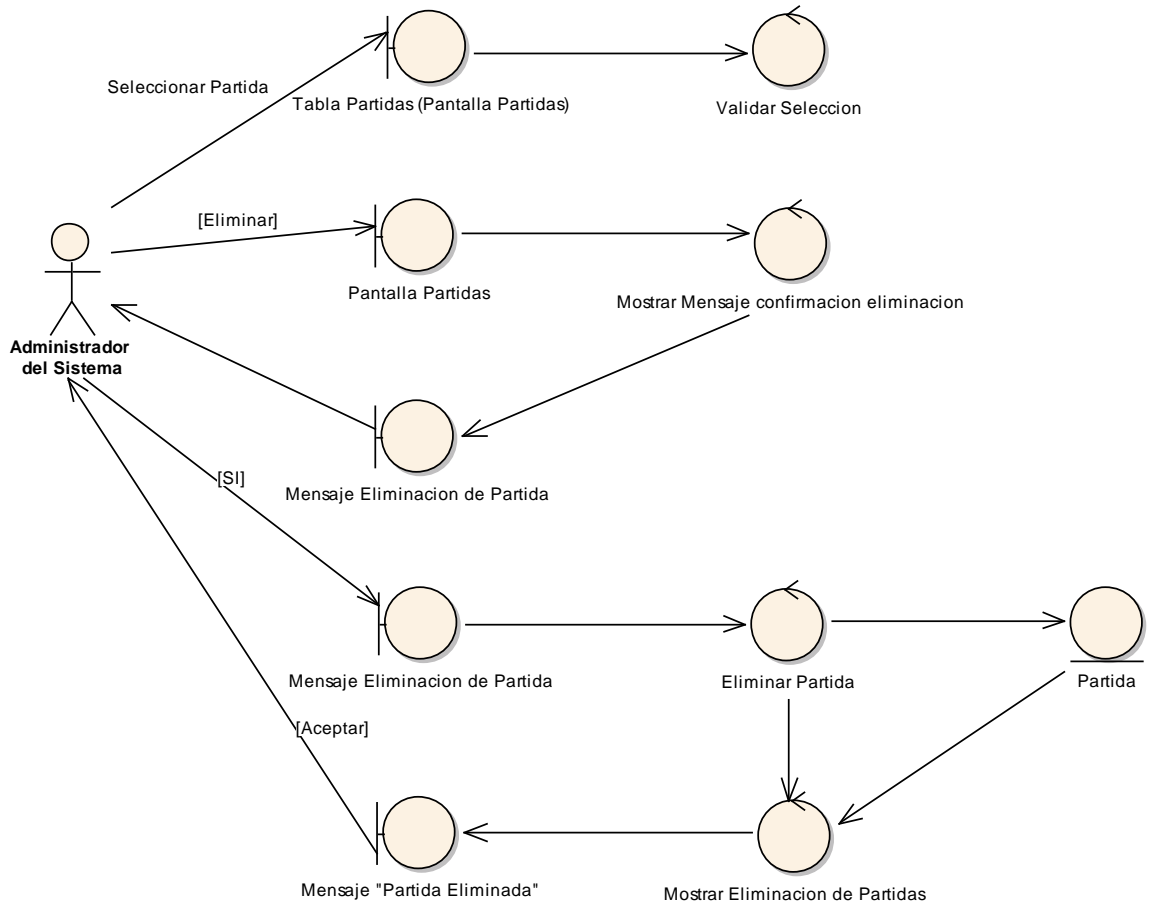 Seleccionar Partida
Tabla Partidas (Pantalla Partidas)
Validar Seleccion
[Eliminar]
Pantalla Partidas
Mostrar Mensaje confirmacion eliminacion
Administrador
del Sistema
Mensaje Eliminacion de Partida
[SI]
Mensaje Eliminacion de Partida
Eliminar Partida
Partida
[Aceptar]
Mensaje "Partida Eliminada"
Mostrar Eliminacion de Partidas